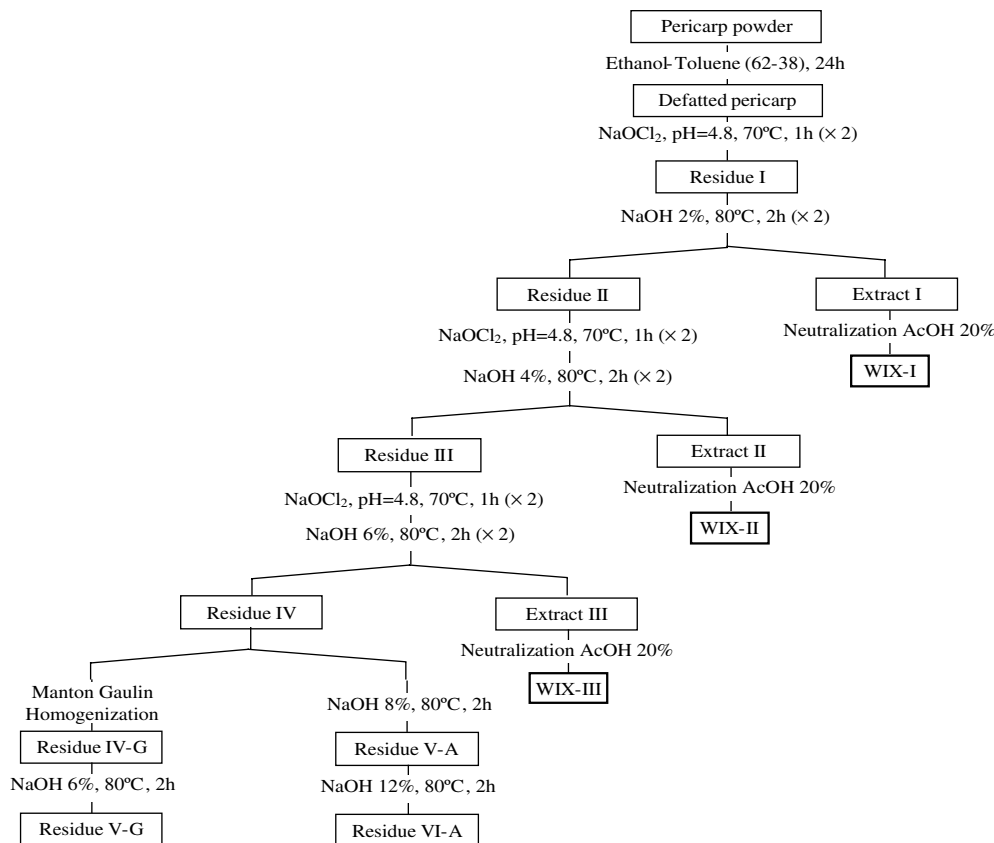 Pericarp powder
Ethanol-Toluene (62-38), 24h
Defatted pericarp
NaOCl₂, pH=4.8, 70ºC, 1h (× 2)
Residue I
NaOH 2%, 80ºC, 2h (× 2)
Residue II
Extract I
NaOCl₂, pH=4.8, 70ºC, 1h (× 2)
Neutralization AcOH 20%
NaOH 4%, 80ºC, 2h (× 2)
WIX-I
Residue III
Extract II
NaOCl₂, pH=4.8, 70ºC, 1h (× 2)
Neutralization AcOH 20%
NaOH 6%, 80ºC, 2h (× 2)
WIX-II
Residue IV
Extract III
Neutralization AcOH 20%
WIX-III
Manton Gaulin
Homogenization
NaOH 8%, 80ºC, 2h
Residue IV-G
Residue V-A
NaOH 6%, 80ºC, 2h
NaOH 12%, 80ºC, 2h
Residue V-G
Residue VI-A